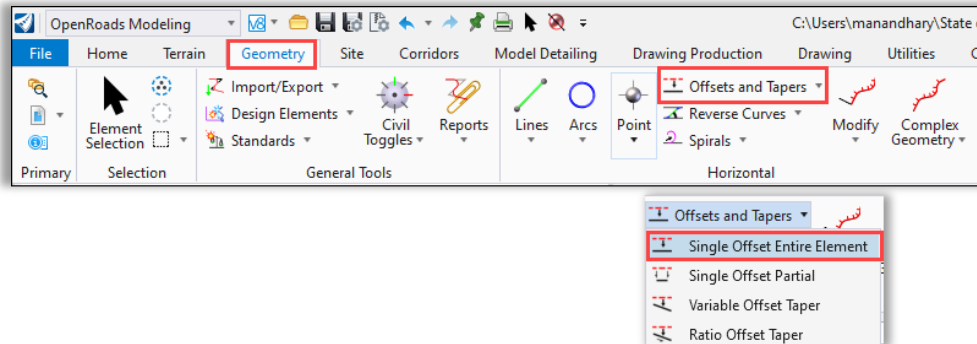 OpenRoads Modeling C:\Users\manandhary\State
File Home Terrain Geometry Site Corridors Model Detailing Drawing Production Drawing Utilities
Import/Export
Design Elements
Standards
Element
Selection
Civil
Toggles
Reports
Lines
Arcs
Point
Offsets and Tapers
Reverse Curves
Spirals
Modify
Complex
Geometry
Primary Selection General Tools Horizontal
Offsets and Tapers
Single Offset Entire Element
Single Offset Partial
Variable Offset Taper
Ratio Offset Taper